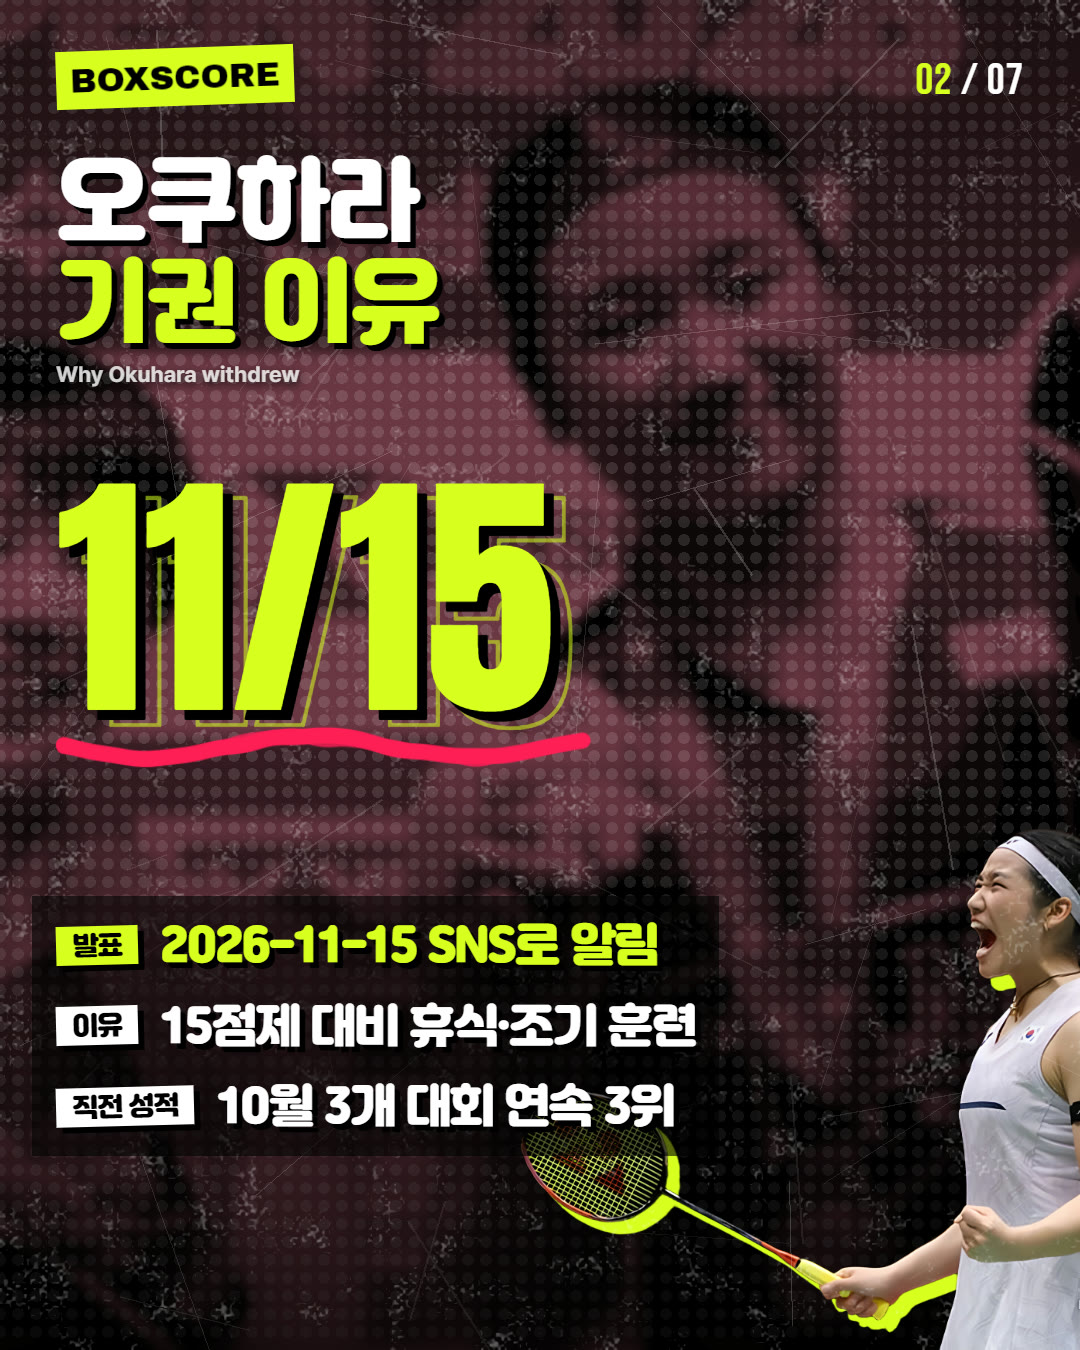 BOXSCORE
02 / 07
오쿠하라
기권 이유
Why Okuhara withdrew
11/15
발표 2026-11-15 SNS로 알림
이유 15점제 대비 휴식·조기 훈련
직전 성적 10월 3개 대회 연속 3위